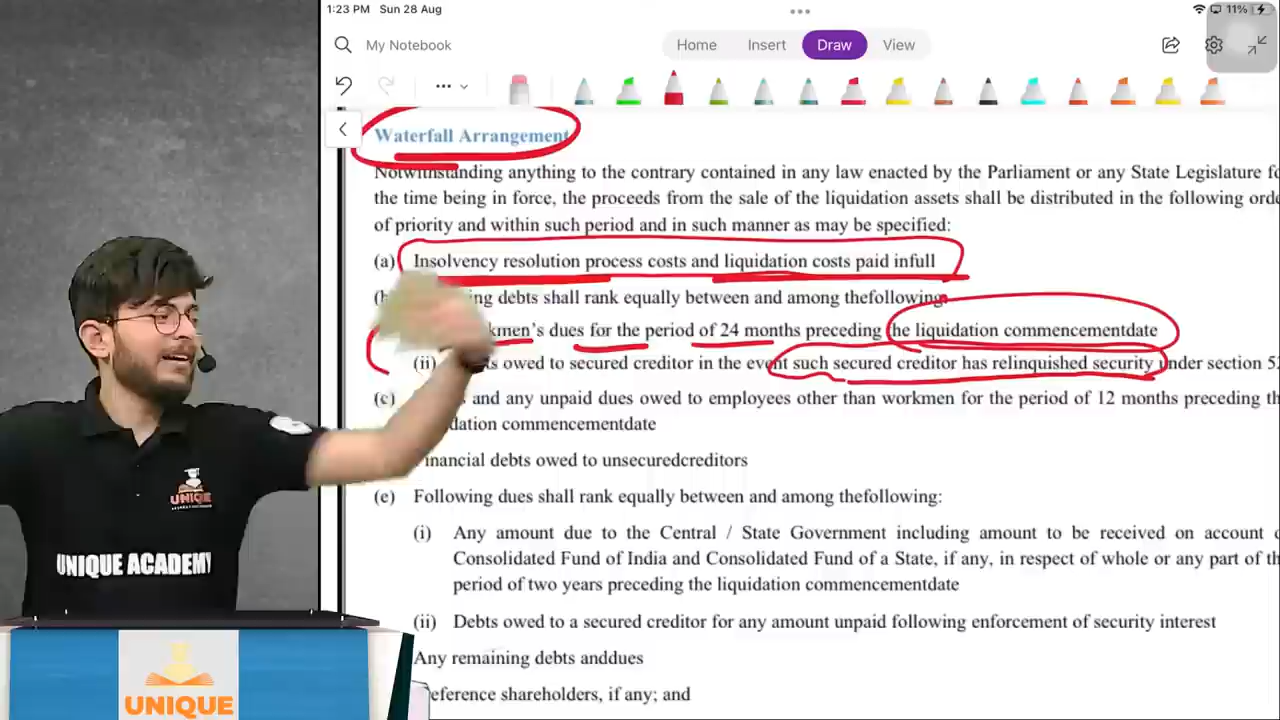 1:23 PM Sun 28 Aug
11%
My Notebook
Home Insert Draw View
Waterfall Arrangement
Notwithstanding anything to the contrary contained in any law enacted by the Parliament or any State Legislature fo
the time being in force, the proceeds from the sale of the liquidation assets shall be distributed in the following orde
of priority and within such period and in such manner as may be specified:
(a) Insolvency resolution process costs and liquidation costs paid infull
debts shall rank equally between and among thefollowing:
kmen's dues for the period of 24 months preceding the liquidation commencementdate
(ii) owed to secured creditor in the event such secured creditor has relinquished security under section 52
(c) and any unpaid dues owed to employees other than workmen for the period of 12 months preceding th
dation commencementdate
inancial debts owed to unsecuredcreditors
(e) Following dues shall rank equally between and among thefollowing:
(i) Any amount due to the Central / State Government including amount to be received on account o
Consolidated Fund of India and Consolidated Fund of a State, if any, in respect of whole or any part of th
period of two years preceding the liquidation commencementdate
(ii) Debts owed to a secured creditor for any amount unpaid following enforcement of security interest
Any remaining debts anddues
eference shareholders, if any; and
UNIQUE
UNIQUE ACADEMY
UNIQUE